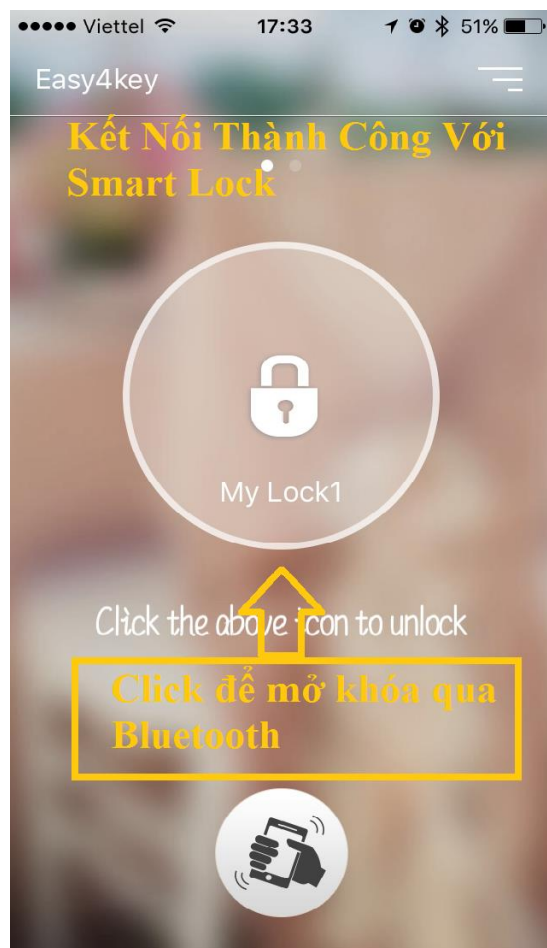 ●●●●● Viettel 17:33 51%
Easy4key
Kết Nối Thành Công Với
Smart Lock
My Lock1
Click the above icon to unlock
Click để mở khóa qua
Bluetooth